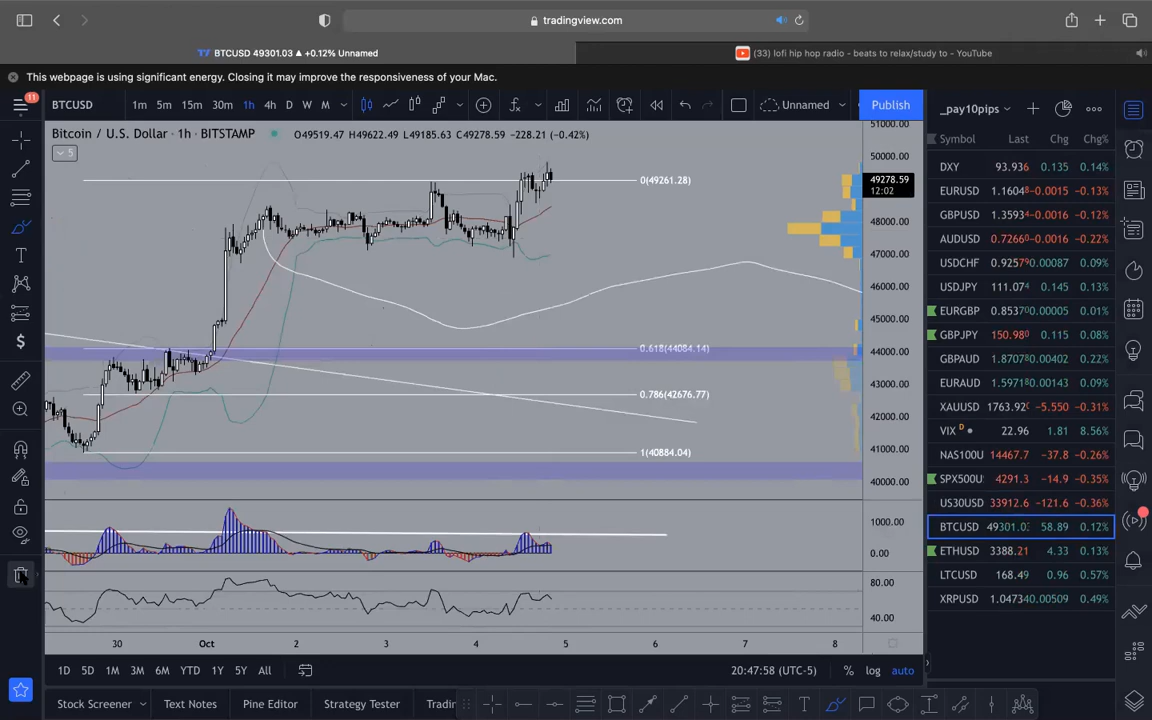 tradingview.com
BTCUSD 49301.03 ▲ +0.12% Unnamed
(33) lofi hip hop radio - beats to relax/study to - YouTube
This webpage is using significant energy. Closing it may improve the responsiveness of your Mac.
11
BTCUSD 1m 5m 15m 30m 1h 4h D W M Unnamed Publish
_pay10pips
Bitcoin / U.S. Dollar · 1h · BITSTAMP O49519.47 H49622.49 L49185.63 C49278.59 -228.21 (-0.42%)
5
51000.00
50000.00
49278.59
12:02
48000.00
47000.00
46000.00
45000.00
44000.00
43000.00
42000.00
41000.00
40000.00
0(49261.28)
0.618(44084.14)
0.786(42676.77)
1(40884.04)
1000.00
0.00
80.00
40.00
30 Oct 2 3 4 5 6 7 8
1D 5D 1M 3M 6M YTD 1Y 5Y All 20:47:58 (UTC-5) % log auto
Stock Screener Text Notes Pine Editor Strategy Tester
Symbol Last Chg Chg%
DXY 93.936 0.135 0.14%
EURUSD 1.16048 -0.0015 -0.13%
GBPUSD 1.35934 -0.0016 -0.12%
AUDUSD 0.72660 -0.0016 -0.22%
USDCHF 0.92579 0.00087 0.09%
USDJPY 111.074 0.145 0.13%
EURGBP 0.85370 0.00005 0.01%
GBPJPY 150.980 0.115 0.08%
GBPAUD 1.87078 0.00402 0.22%
EURAUD 1.59718 0.00143 0.09%
XAUUSD 1763.92 -5.550 -0.31%
VIX D 22.96 1.81 8.56%
NAS100U 14467.7 -37.8 -0.26%
SPX500U 4291.3 -14.9 -0.35%
US30USD 33912.6 -121.6 -0.36%
BTCUSD 49301.03 58.89 0.12%
ETHUSD 3388.21 4.33 0.13%
LTCUSD 168.49 0.96 0.57%
XRPUSD 1.04734 0.00509 0.49%